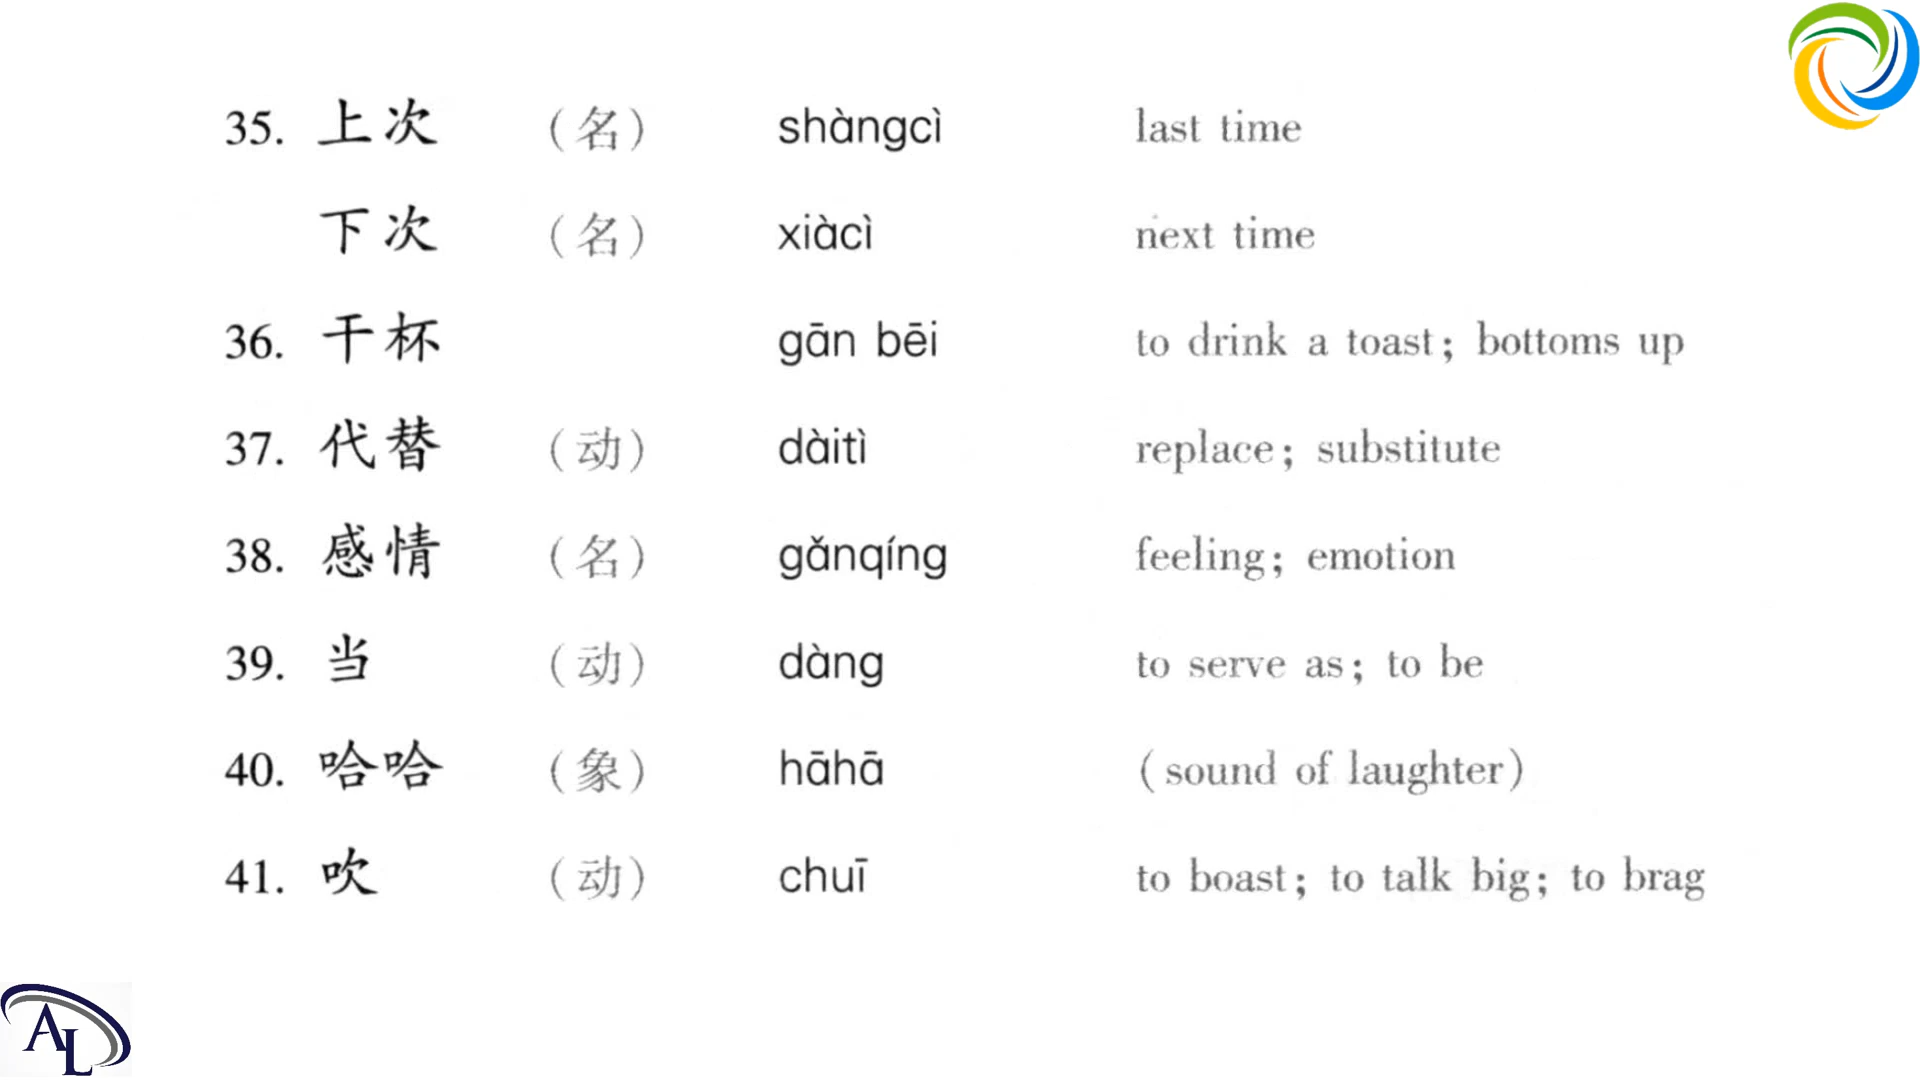 35. 上次 （名） shàngcì last time
下次 （名） xiàcì next time
36. 干杯 gān bēi to drink a toast; bottoms up
37. 代替 （动） dàitì replace; substitute
38. 感情 （名） gǎnqíng feeling; emotion
39. 当 （动） dàng to serve as; to be
40. 哈哈 （象） hāhā (sound of laughter)
41. 吹 （动） chuī to boast; to talk big; to brag
AL